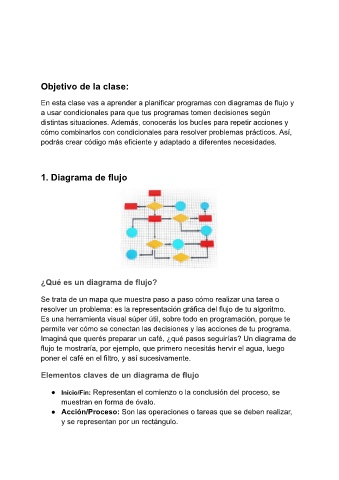 Objetivo de la clase:
En esta clase vas a aprender a planificar programas con diagramas de flujo y
a usar condicionales para que tus programas tomen decisiones según
distintas situaciones. Además, conocerás los bucles para repetir acciones y
cómo combinarlos con condicionales para resolver problemas prácticos. Así,
podrás crear código más eficiente y adaptado a diferentes necesidades.
1. Diagrama de flujo
¿Qué es un diagrama de flujo?
Se trata de un mapa que muestra paso a paso cómo realizar una tarea o
resolver un problema: es la representación gráfica del flujo de tu algoritmo.
Es una herramienta visual súper útil, sobre todo en programación, porque te
permite ver cómo se conectan las decisiones y las acciones de tu programa.
Imaginá que querés preparar un café, ¿qué pasos seguirías? Un diagrama de
flujo te mostraría, por ejemplo, que primero necesitás hervir el agua, luego
poner el café en el filtro, y así sucesivamente.
Elementos claves de un diagrama de flujo
● Inicio/Fin: Representan el comienzo o la conclusión del proceso, se
muestran en forma de óvalo.
● Acción/Proceso: Son las operaciones o tareas que se deben realizar,
y se representan por un rectángulo.